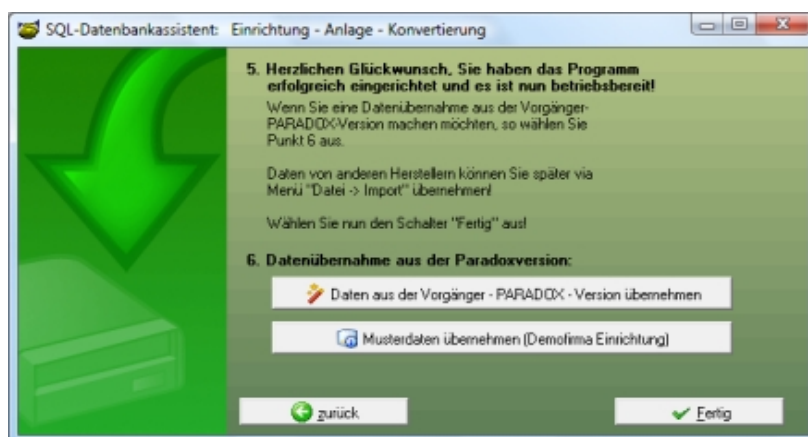 SQL-Datenbankassistent: Einrichtung - Anlage - Konvertierung
5. Herzlichen Glückwunsch, Sie haben das Programm
erfolgreich eingerichtet und es ist nun betriebsbereit!
Wenn Sie eine Datenübernahme aus der Vorgänger-
PARADOX-Version machen möchten, so wählen Sie
Punkt 6 aus.
Daten von anderen Herstellern können Sie später via
Menü "Datei -> Import" übernehmen!
Wählen Sie nun den Schalter "Fertig" aus!
6. Datenübernahme aus der Paradoxversion:
Daten aus der Vorgänger - PARADOX - Version übernehmen
Musterdaten übernehmen (Demofirma Einrichtung)
zurück
Fertig